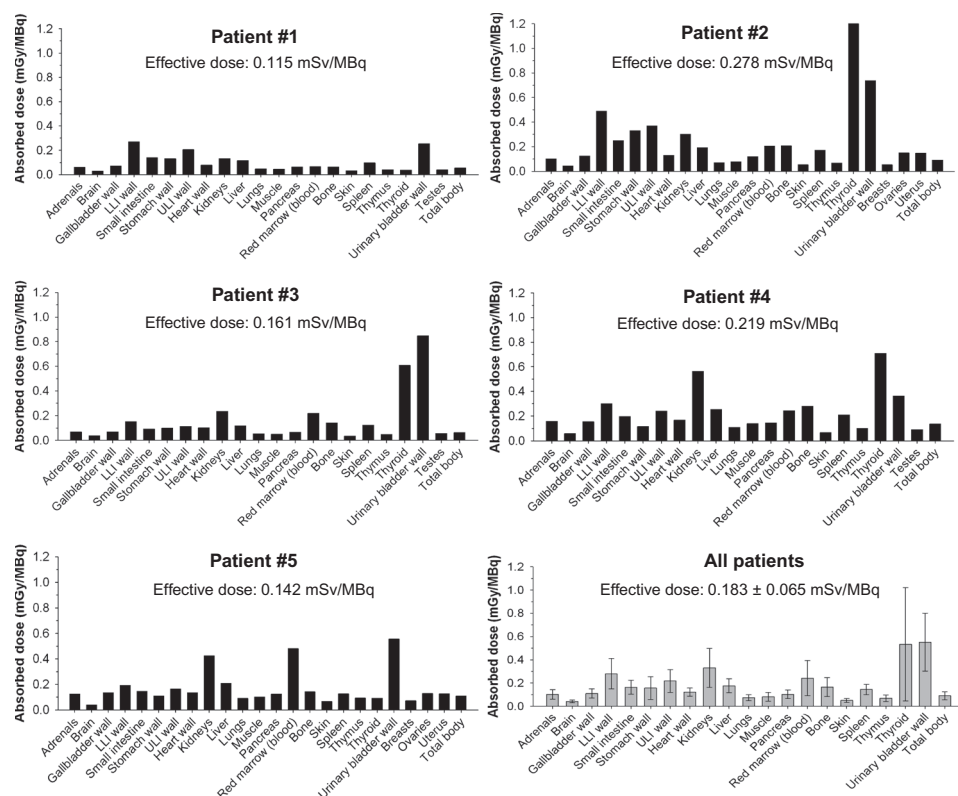 Patient #1
Effective dose: 0.115 mSv/MBq
Absorbed dose (mGy/MBq)
1.2
1.0
0.8
0.6
0.4
0.2
0.0
Adrenals
Brain
Gallbladder wall
LLI wall
Small intestine
Stomach wall
ULI wall
Heart wall
Kidneys
Liver
Lungs
Muscle
Pancreas
Red marrow (blood)
Bone
Skin
Spleen
Thymus
Thyroid
Urinary bladder wall
Testes
Total body
Patient #2
Effective dose: 0.278 mSv/MBq
Absorbed dose (mGy/MBq)
1.2
1.0
0.8
0.6
0.4
0.2
0.0
Adrenals
Brain
Gallbladder wall
LLI wall
Small intestine
Stomach wall
ULI wall
Heart wall
Kidneys
Liver
Lungs
Muscle
Pancreas
Red marrow (blood)
Bone
Skin
Spleen
Thymus
Thyroid
Urinary bladder wall
Breasts
Ovaries
Uterus
Total body
Patient #3
Effective dose: 0.161 mSv/MBq
Absorbed dose (mGy/MBq)
1.2
1.0
0.8
0.6
0.4
0.2
0.0
Adrenals
Brain
Gallbladder wall
LLI wall
Small intestine
Stomach wall
ULI wall
Heart wall
Kidneys
Liver
Lungs
Muscle
Pancreas
Red marrow (blood)
Bone
Skin
Spleen
Thymus
Thyroid
Urinary bladder wall
Testes
Total body
Patient #4
Effective dose: 0.219 mSv/MBq
Absorbed dose (mGy/MBq)
1.2
1.0
0.8
0.6
0.4
0.2
0.0
Adrenals
Brain
Gallbladder wall
LLI wall
Small intestine
Stomach wall
ULI wall
Heart wall
Kidneys
Liver
Lungs
Muscle
Pancreas
Red marrow (blood)
Bone
Skin
Spleen
Thymus
Thyroid
Urinary bladder wall
Testes
Total body
Patient #5
Effective dose: 0.142 mSv/MBq
Absorbed dose (mGy/MBq)
1.2
1.0
0.8
0.6
0.4
0.2
0.0
Adrenals
Brain
Gallbladder wall
LLI wall
Small intestine
Stomach wall
ULI wall
Heart wall
Kidneys
Liver
Lungs
Muscle
Pancreas
Red marrow (blood)
Bone
Skin
Spleen
Thymus
Thyroid
Urinary bladder wall
Breasts
Ovaries
Uterus
Total body
All patients
Effective dose: 0.183 ± 0.065 mSv/MBq
Absorbed dose (mGy/MBq)
1.2
1.0
0.8
0.6
0.4
0.2
0.0
Adrenals
Brain
Gallbladder wall
LLI wall
Small intestine
Stomach wall
ULI wall
Heart wall
Kidneys
Liver
Lungs
Muscle
Pancreas
Red marrow (blood)
Bone
Skin
Spleen
Thymus
Thyroid
Urinary bladder wall
Total body